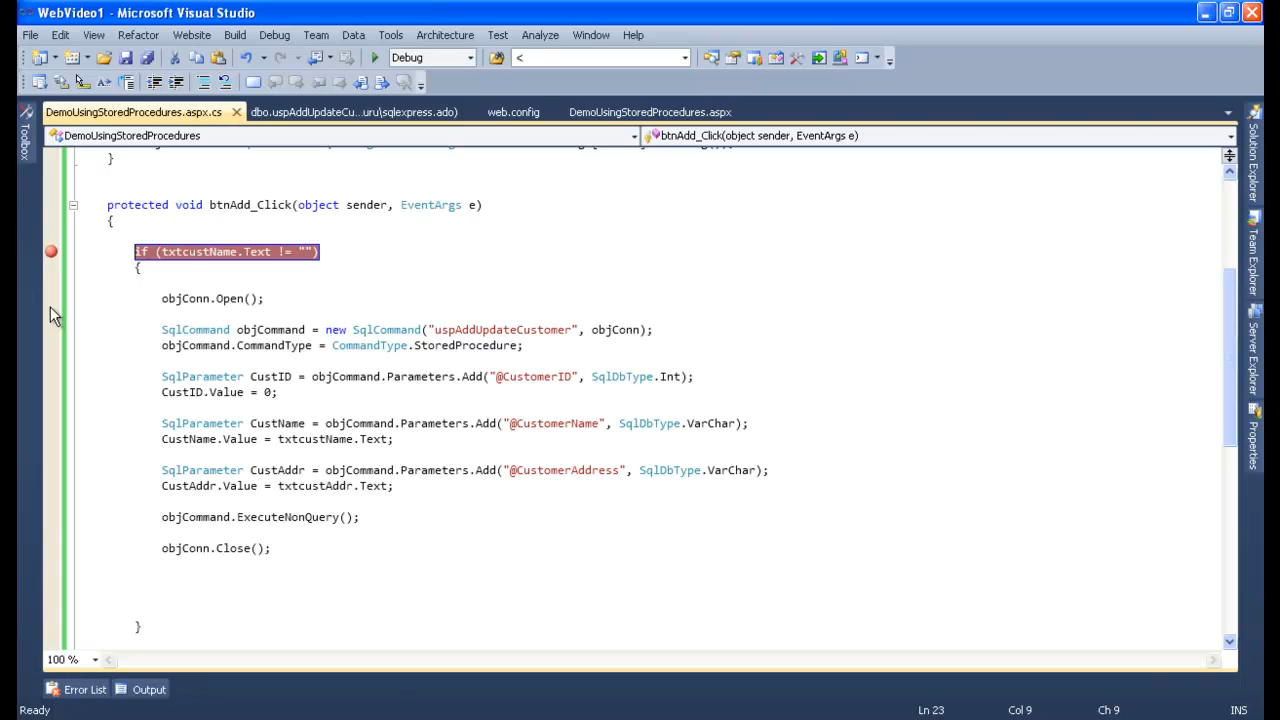 WebVideo1 - Microsoft Visual Studio
File Edit View Refactor Website Build Debug Team Data Tools Architecture Test Analyze Window Help
Debug <
DemoUsingStoredProcedures.aspx.cs dbo.uspAddUpdateCu...uru\sqlexpress.ado) web.config DemoUsingStoredProcedures.aspx
DemoUsingStoredProcedures btnAdd_Click(object sender, EventArgs e)
}
protected void btnAdd_Click(object sender, EventArgs e)
{
if (txtcustName.Text != "")
{
objConn.Open();
SqlCommand objCommand = new SqlCommand("uspAddUpdateCustomer", objConn);
objCommand.CommandType = CommandType.StoredProcedure;
SqlParameter CustID = objCommand.Parameters.Add("@CustomerID", SqlDbType.Int);
CustID.Value = 0;
SqlParameter CustName = objCommand.Parameters.Add("@CustomerName", SqlDbType.VarChar);
CustName.Value = txtcustName.Text;
SqlParameter CustAddr = objCommand.Parameters.Add("@CustomerAddress", SqlDbType.VarChar);
CustAddr.Value = txtcustAddr.Text;
objCommand.ExecuteNonQuery();
objConn.Close();
}
100 %
Error List Output
Ready Ln 23 Col 9 Ch 9 INS
Toolbox
Solution Explorer
Team Explorer
Server Explorer
Properties